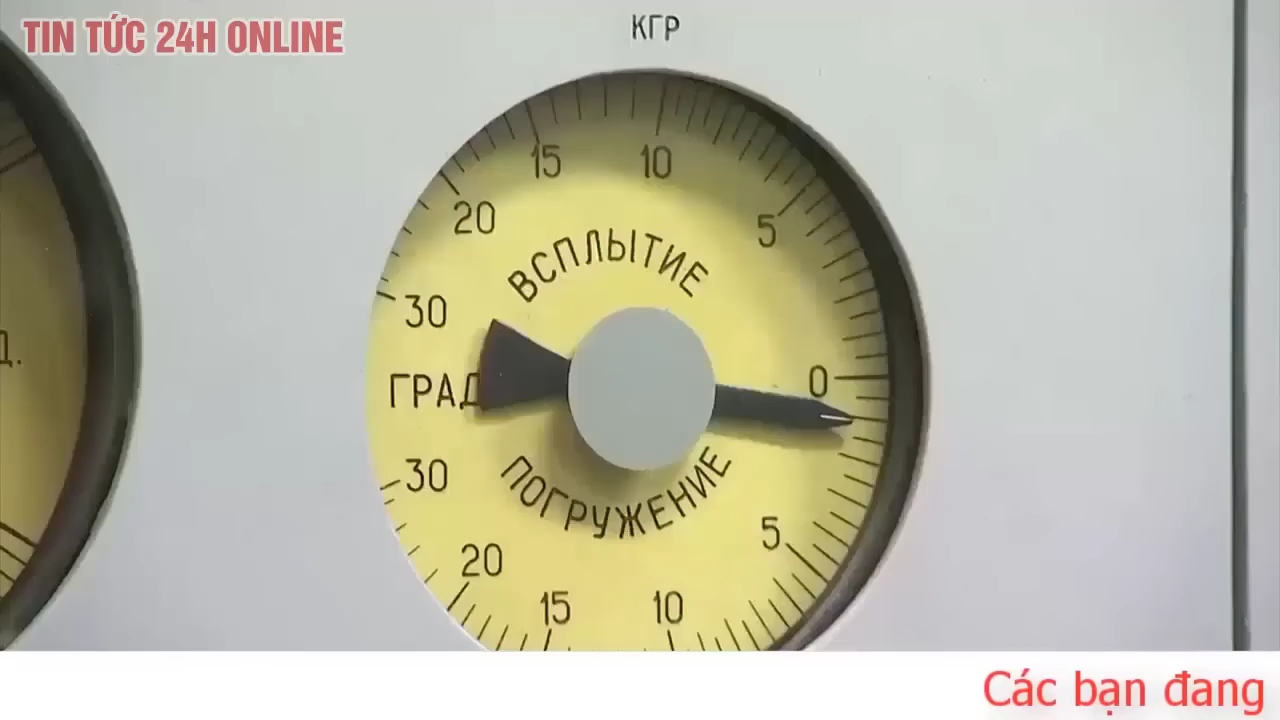 TIN TỨC 24H ONLINE
КГР
15 10
20 5
ВСПЛЫТИЕ
30
0
ГРАД
30
ПОГРУЖЕНИЕ
5
20
15 10
Các bạn đang